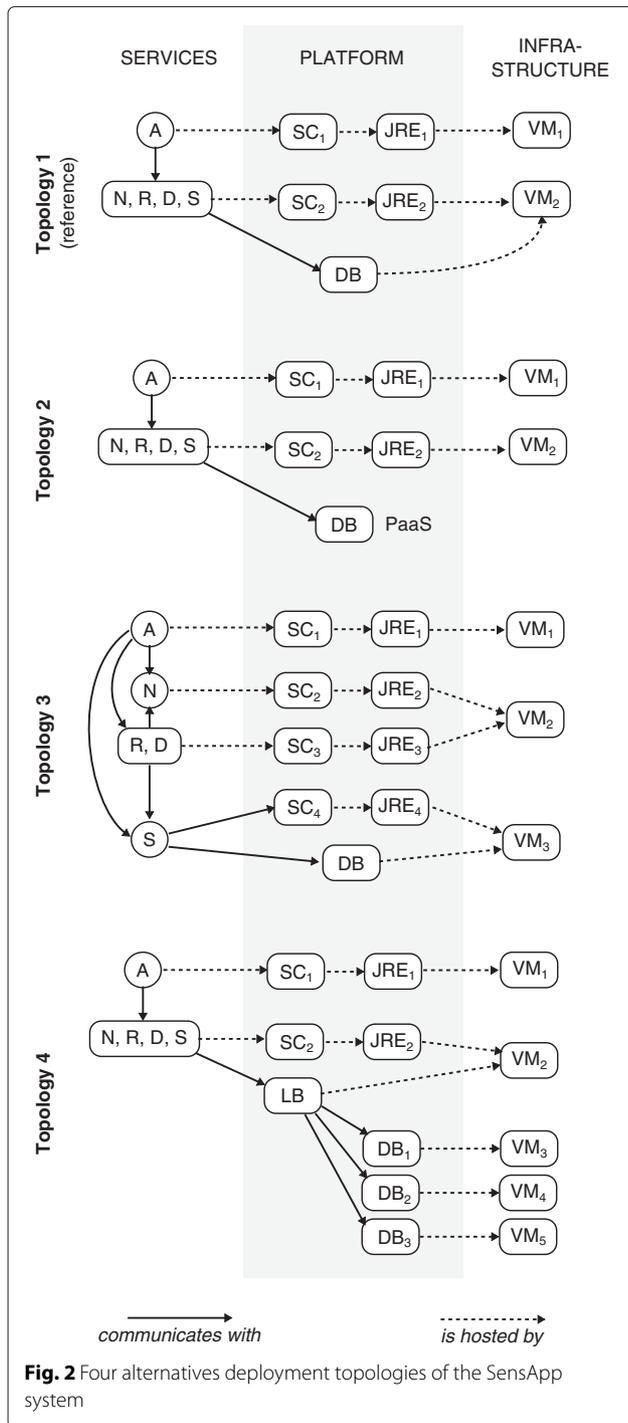 SERVICES PLATFORM INFRA-
STRUCTURE
Topology 1
(reference)
A SC₁ JRE₁ VM₁
N, R, D, S SC₂ JRE₂ VM₂
DB
Topology 2
A SC₁ JRE₁ VM₁
N, R, D, S SC₂ JRE₂ VM₂
DB PaaS
Topology 3
A SC₁ JRE₁ VM₁
N SC₂ JRE₂ VM₂
R, D SC₃ JRE₃
S SC₄ JRE₄ VM₃
DB
Topology 4
A SC₁ JRE₁ VM₁
N, R, D, S SC₂ JRE₂ VM₂
LB
DB₁ VM₃
DB₂ VM₄
DB₃ VM₅
communicates with is hosted by
Fig. 2 Four alternatives deployment topologies of the SensApp
system